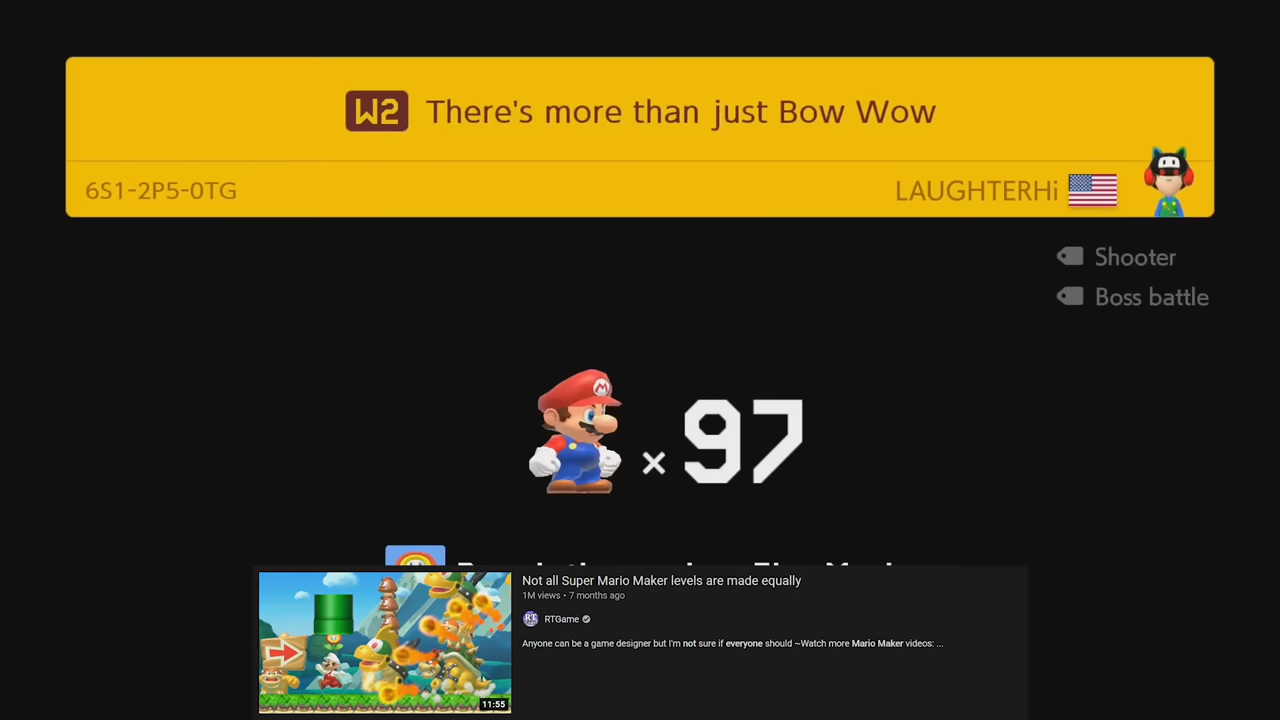 W2 There's more than just Bow Wow
6S1-2P5-0TG
LAUGHTERHi
Shooter
Boss battle
M
× 97
Not all Super Mario Maker levels are made equally
1M views • 7 months ago
RT RTGame
Anyone can be a game designer but I'm not sure if everyone should ~Watch more Mario Maker videos: ...
11:55